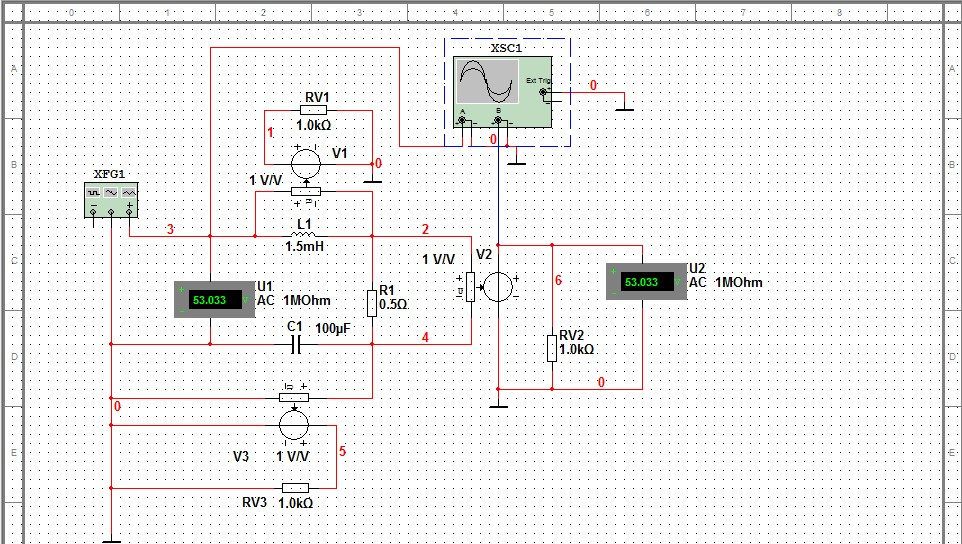 0 1 2 3 4 5 6 7 8
A A
XSC1
Ext Trig
A B
0
0
RV1
1.0kΩ
1
V1
0
1 V/V
B B
XFG1
L1
1.5mH
3
2
1 V/V
V2
C C
U1
AC 1MOhm
53.033 V
R1
0.5Ω
6
U2
AC 1MOhm
53.033 V
C1 100µF
4
RV2
1.0kΩ
D D
0
0
V3 1 V/V
5
E E
RV3 1.0kΩ